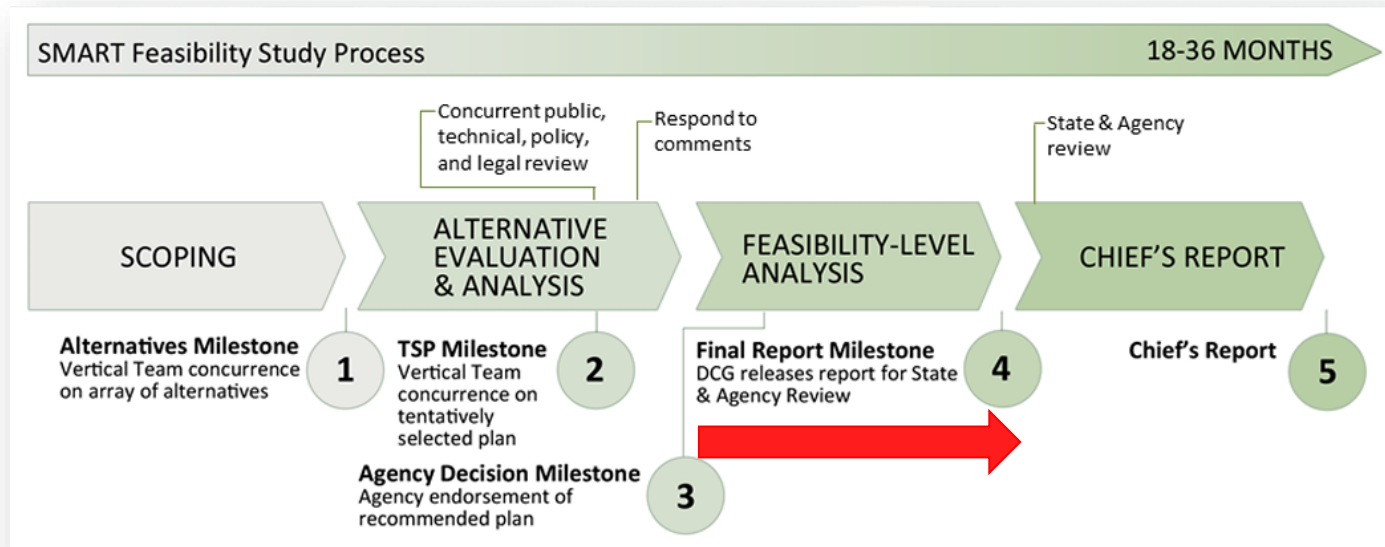 SMART Feasibility Study Process
18-36 MONTHS
Concurrent public,
technical, policy,
and legal review
Respond to
comments
State & Agency
review
SCOPING
ALTERNATIVE
EVALUATION
& ANALYSIS
FEASIBILITY-LEVEL
ANALYSIS
CHIEF'S REPORT
Alternatives Milestone
Vertical Team concurrence
on array of alternatives
1
TSP Milestone
Vertical Team
concurrence on
tentatively
selected plan
2
Agency Decision Milestone
Agency endorsement of
recommended plan
3
Final Report Milestone
DCG releases report for State
& Agency Review
4
Chief's Report
5